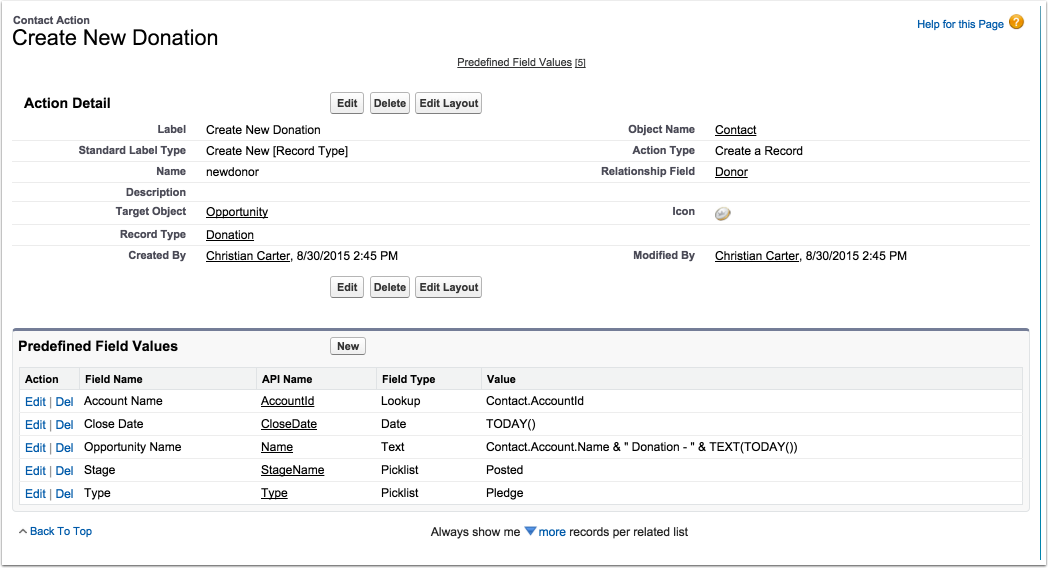 Contact Action
Create New Donation
Help for this Page ?
Predefined Field Values [5]
Action Detail Edit Delete Edit Layout
Label Create New Donation Object Name Contact
Standard Label Type Create New [Record Type] Action Type Create a Record
Name newdonor Relationship Field Donor
Description
Target Object Opportunity Icon
Record Type Donation
Created By Christian Carter, 8/30/2015 2:45 PM Modified By Christian Carter, 8/30/2015 2:45 PM
Edit Delete Edit Layout
Predefined Field Values New
Action Field Name API Name Field Type Value
Edit | Del Account Name AccountId Lookup Contact.AccountId
Edit | Del Close Date CloseDate Date TODAY()
Edit | Del Opportunity Name Name Text Contact.Account.Name & " Donation - " & TEXT(TODAY())
Edit | Del Stage StageName Picklist Posted
Edit | Del Type Type Picklist Pledge
Back To Top Always show me more records per related list